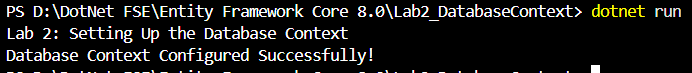 PS D:\DotNet FSE\Entity Framework Core 8.0\Lab2_DatabaseContext> dotnet run
Lab 2: Setting Up the Database Context
Database Context Configured Successfully!